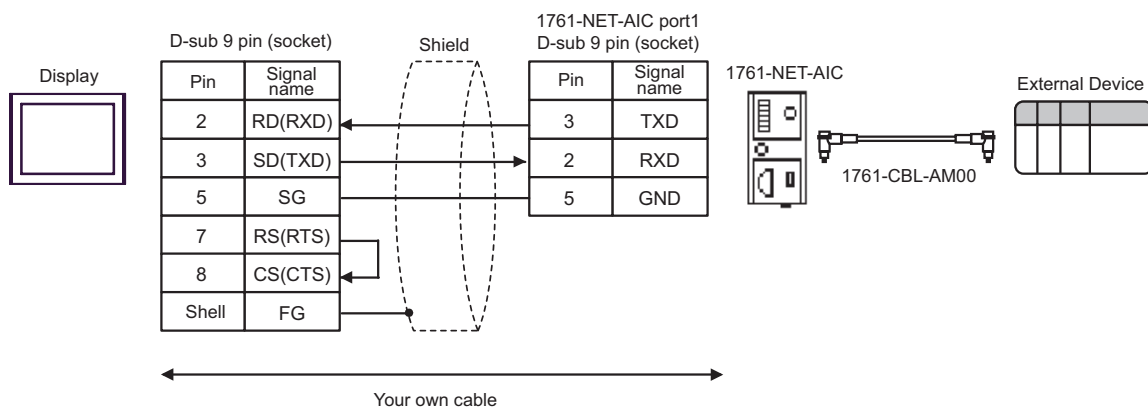 1761-NET-AIC port1
D-sub 9 pin (socket)
Shield
D-sub 9 pin (socket)
Display
Pin
Signal
name
Pin
Signal
name
1761-NET-AIC
External Device
2
RD(RXD)
3
TXD
3
SD(TXD)
2
RXD
1761-CBL-AM00
5
SG
5
GND
7
RS(RTS)
8
CS(CTS)
Shell
FG
Your own cable